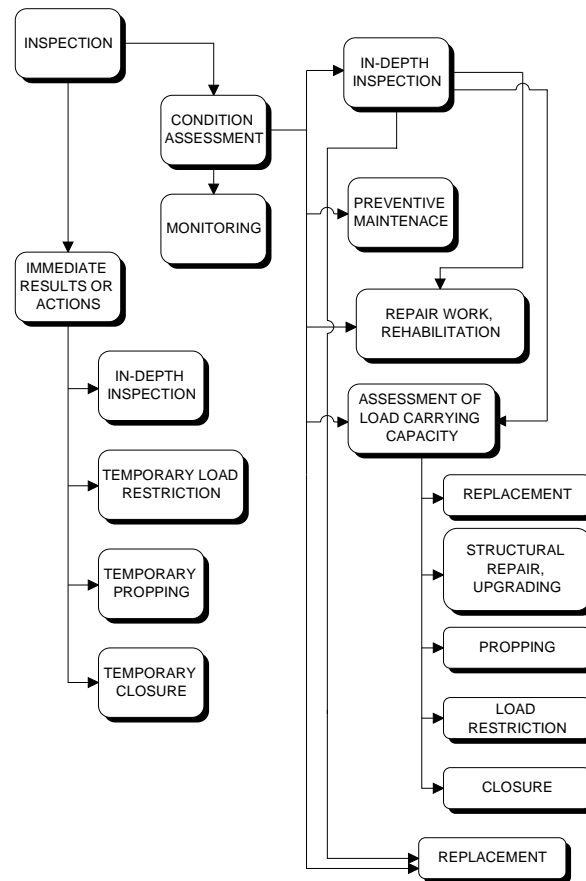 INSPECTION
CONDITION
ASSESSMENT
MONITORING
IMMEDIATE
RESULTS OR
ACTIONS
IN-DEPTH
INSPECTION
TEMPORARY LOAD
RESTRICTION
TEMPORARY
PROPPING
TEMPORARY
CLOSURE
IN-DEPTH
INSPECTION
PREVENTIVE
MAINTENACE
REPAIR WORK,
REHABILITATION
ASSESSMENT OF
LOAD CARRYING
CAPACITY
REPLACEMENT
STRUCTURAL
REPAIR,
UPGRADING
PROPPING
LOAD
RESTRICTION
CLOSURE
REPLACEMENT